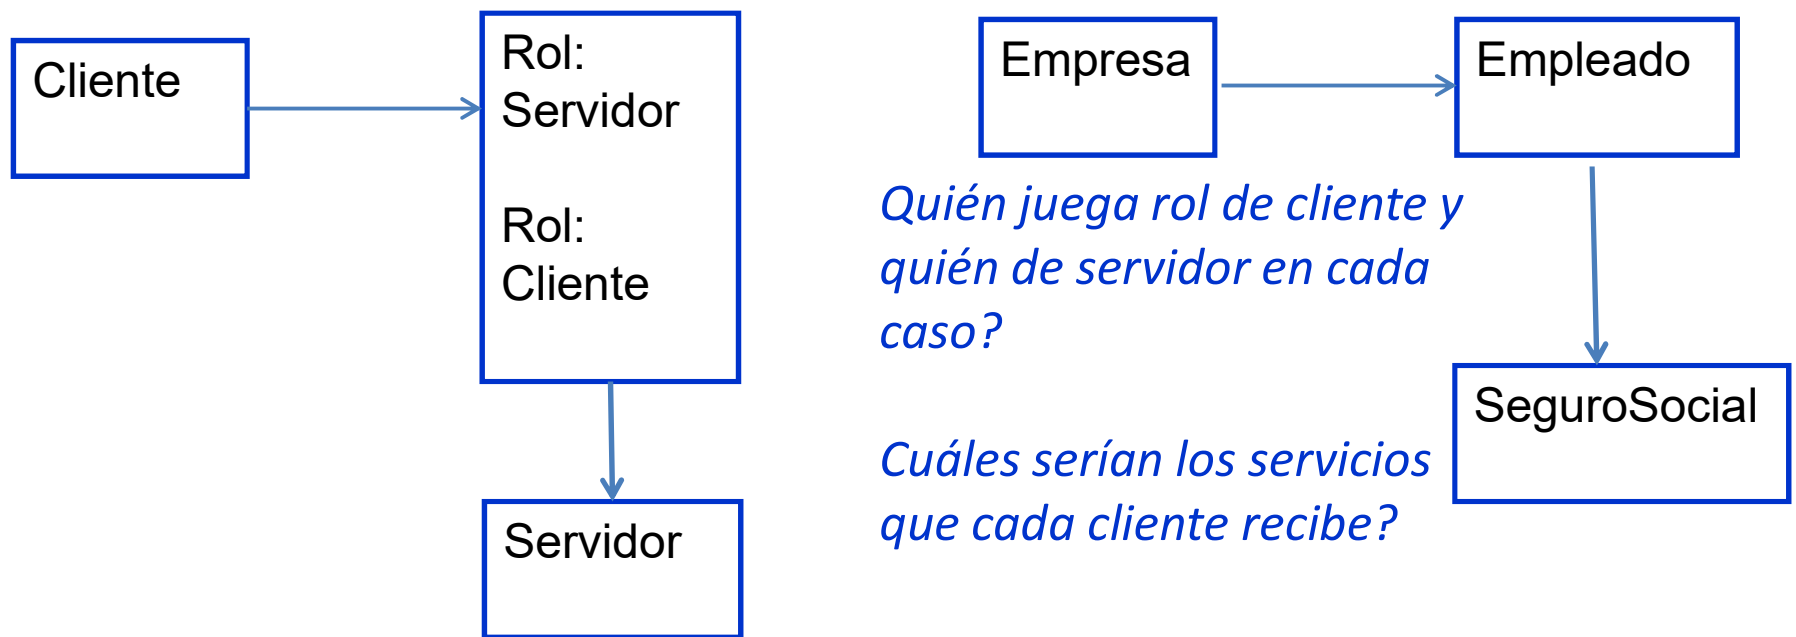 Cliente
Rol:
Servidor
Rol:
Cliente
Servidor
Empresa
Empleado
Quién juega rol de cliente y
quién de servidor en cada
caso?
Cuáles serían los servicios
que cada cliente recibe?
SeguroSocial